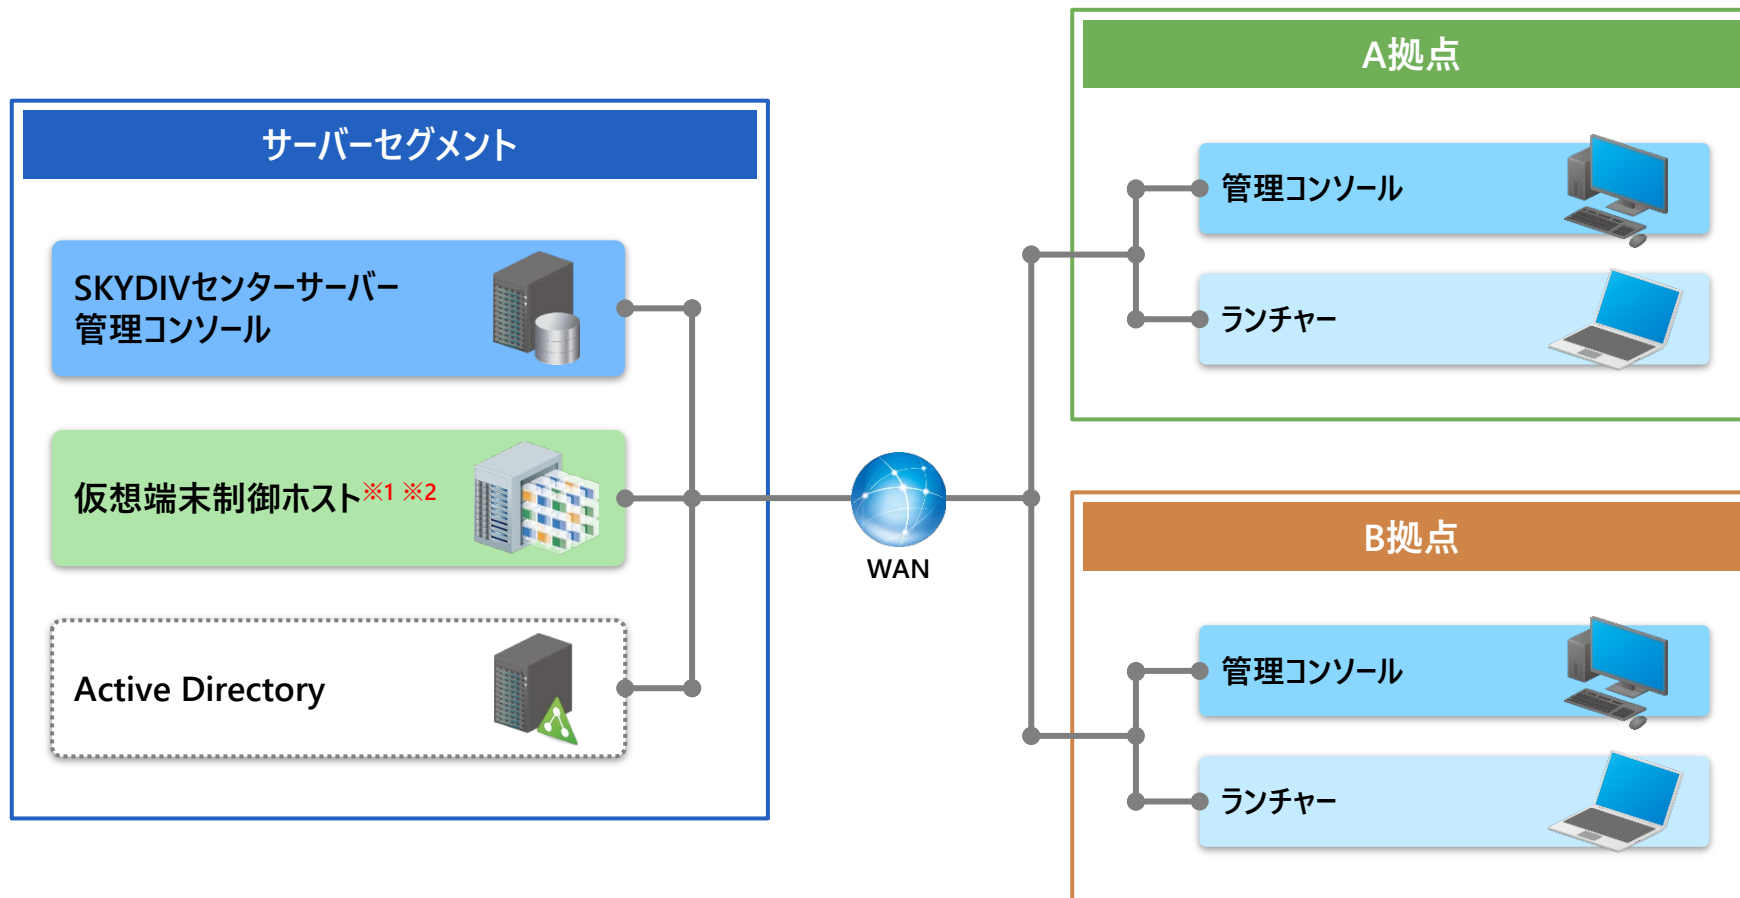 サーバーセグメント
SKYDIVセンターサーバー
管理コンソール
仮想端末制御ホスト※1 ※2
Active Directory
WAN
A拠点
管理コンソール
ランチャー
B拠点
管理コンソール
ランチャー